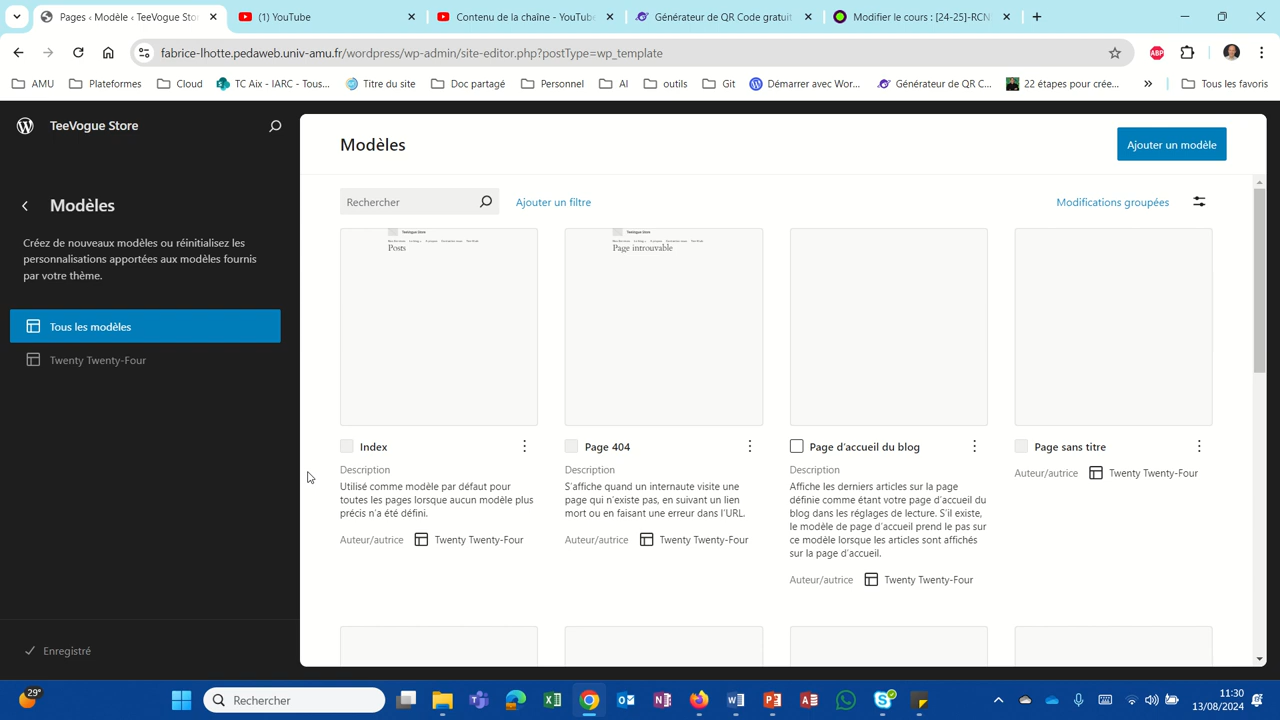 Pages ‹ TeeVogue Store
(1) YouTube
Contenu de la chaîne - YouTube
Générateur de QR Code gratuit
Modifier le cours : [24-25]-RCN
fabrice-lhotte.pedaweb.univ-amu.fr/wordpress/wp-admin/site-editor.php?postType=wp_template
AMU
Plateformes
Cloud
TC Aix - IARC - Tous...
Titre du site
Doc partagé
Personnel
AI
outils
Git
Démarrer avec Wor...
Générateur de QR C...
22 étapes pour crée...
Tous les favoris
TeeVogue Store
Modèles
Créez de nouveaux modèles ou réinitialisez les
personnalisations apportées aux modèles fournis
par votre thème.
Tous les modèles
Twenty Twenty-Four
Enregistré
Modèles
Ajouter un modèle
Rechercher
Ajouter un filtre
Modifications groupées
Posts
Page introuvable
Index
Description
Utilisé comme modèle par défaut pour
toutes les pages lorsque aucun modèle plus
précis n'a été défini.
Auteur/autrice Twenty Twenty-Four
Page 404
Description
S'affiche quand un internaute visite une
page qui n'existe pas, en suivant un lien
mort ou en faisant une erreur dans l'URL.
Auteur/autrice Twenty Twenty-Four
Page d'accueil du blog
Description
Affiche les derniers articles sur la page
définie comme étant votre page d'accueil du
blog dans les réglages de lecture. S'il existe,
le modèle de page d'accueil prend le pas sur
ce modèle lorsque les articles sont affichés
sur la page d'accueil.
Auteur/autrice Twenty Twenty-Four
Page sans titre
Auteur/autrice Twenty Twenty-Four
29°
Rechercher
11:30
13/08/2024